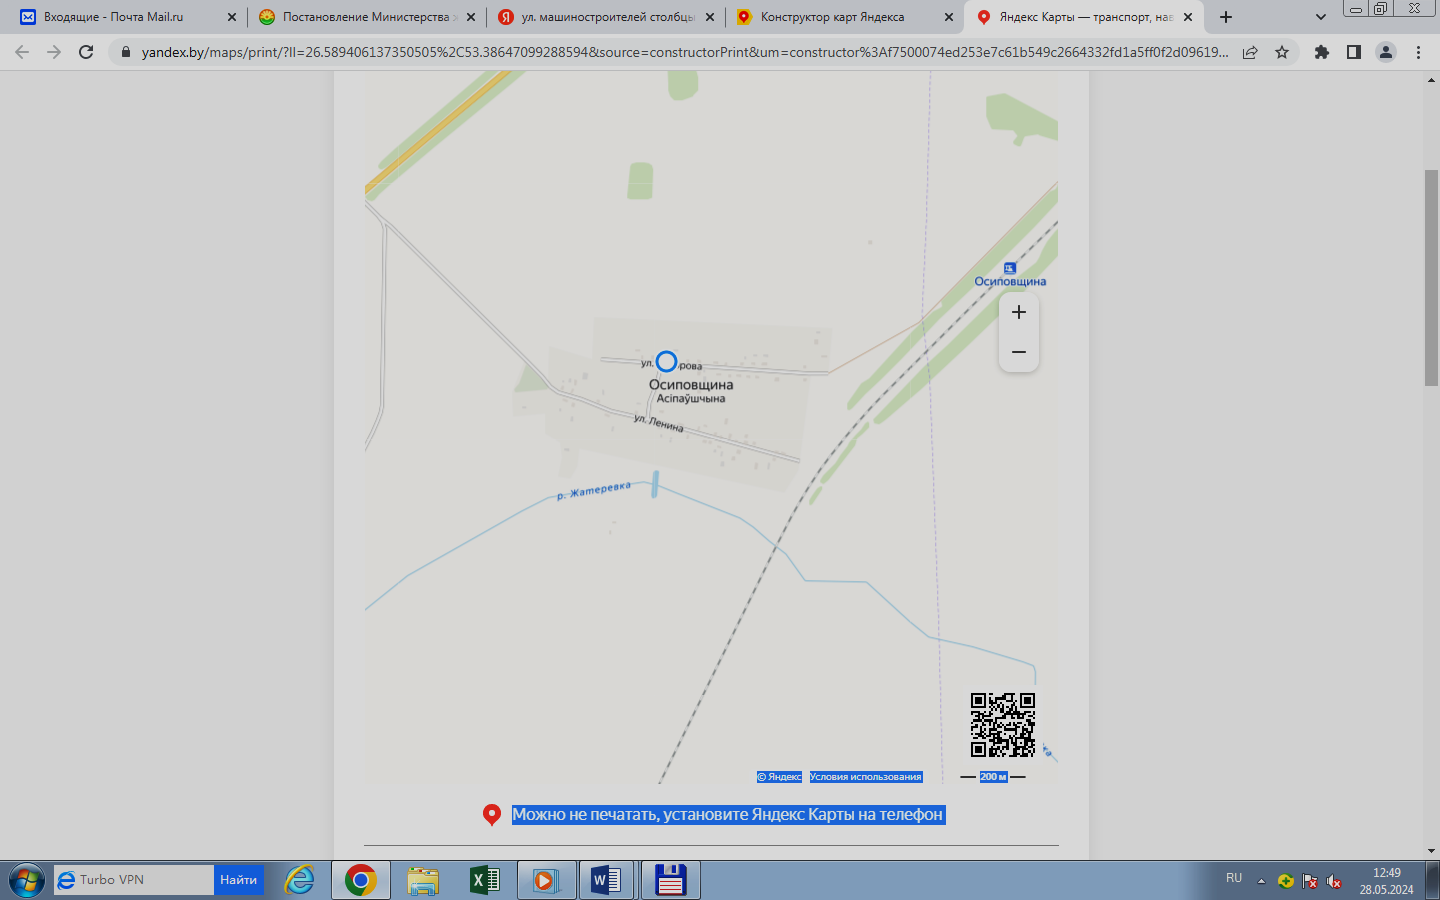 Входящие - Почта Mail.ru
Постановление Министерства
ул. машиностроителей столбцы
Конструктор карт Яндекса
Яндекс Карты — транспорт, нав
yandex.by/maps/print/?ll=26.589406137350505%2C53.38647099288594&source=constructorPrint&um=constructor%3Af7500074ed253e7c61b549c2664332fd1a5ff0f2d09619...
Осиповщина
+
−
ул.
рова
Осиповщина
Асіпаўшчына
ул. Ленина
р. Жатеревка
© Яндекс Условия использования
200 м
Можно не печатать, установите Яндекс Карты на телефон
Turbo VPN
Найти
RU
12:49
28.05.2024